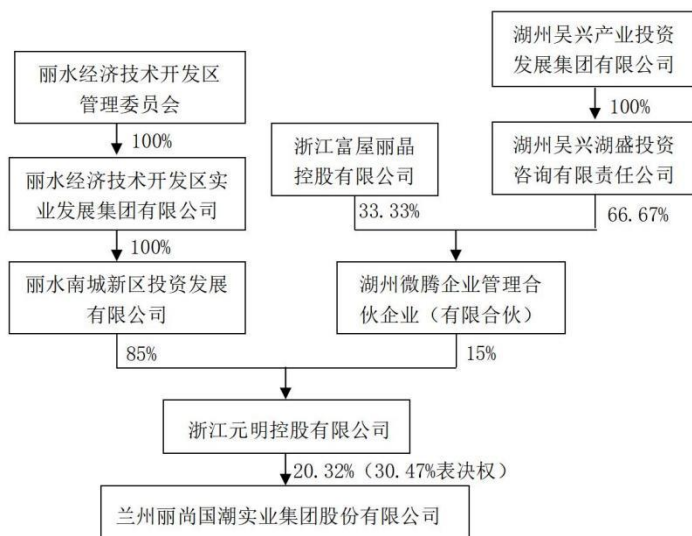 湖州吴兴产业投资
发展集团有限公司
丽水经济技术开发区
管理委员会
100%
100%
浙江富屋丽晶
控股有限公司
湖州吴兴湖盛投资
咨询有限责任公司
丽水经济技术开发区实
业发展集团有限公司
33.33%
66.67%
100%
丽水南城新区投资发展
有限公司
湖州微腾企业管理合
伙企业（有限合伙）
85%
15%
浙江元明控股有限公司
20.32%（30.47%表决权）
兰州丽尚国潮实业集团股份有限公司